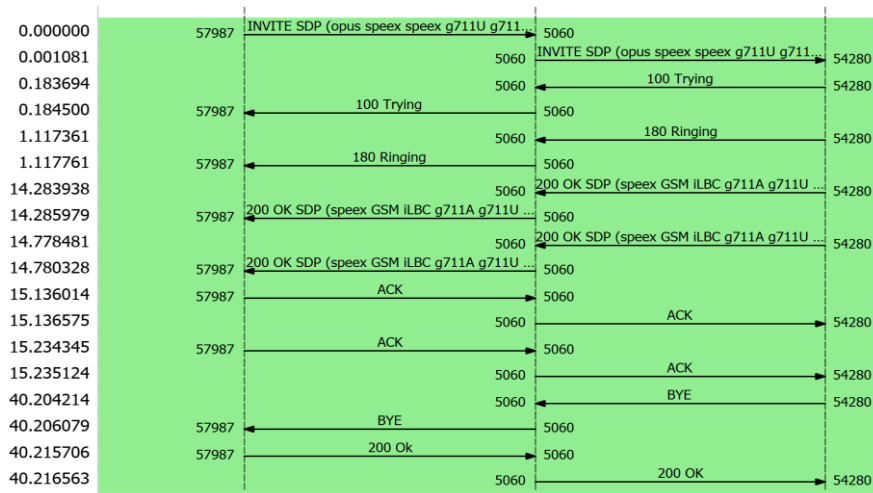 0.000000 57987 INVITE SDP (opus speex speex g711U g711... 5060
0.001081 5060 INVITE SDP (opus speex speex g711U g711... 54280
0.183694 5060 100 Trying 54280
0.184500 57987 100 Trying 5060
1.117361 5060 180 Ringing 54280
1.117761 57987 180 Ringing 5060
14.283938 5060 200 OK SDP (speex GSM iLBC g711A g711U ... 54280
14.285979 57987 200 OK SDP (speex GSM iLBC g711A g711U ... 5060
14.778481 5060 200 OK SDP (speex GSM iLBC g711A g711U ... 54280
14.780328 57987 200 OK SDP (speex GSM iLBC g711A g711U ... 5060
15.136014 57987 ACK 5060
15.136575 5060 ACK 54280
15.234345 57987 ACK 5060
15.235124 5060 ACK 54280
40.204214 5060 BYE 54280
40.206079 57987 BYE 5060
40.215706 57987 200 Ok 5060
40.216563 5060 200 OK 54280